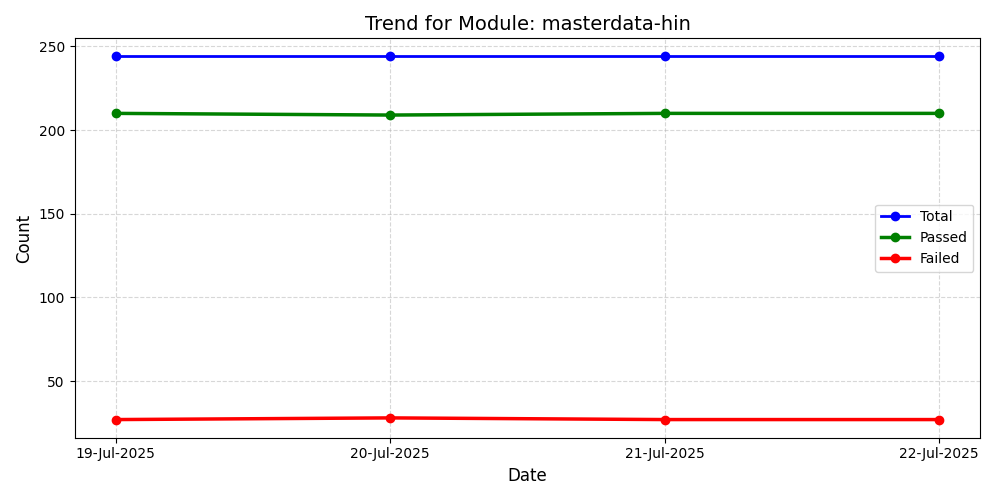 Trend for Module: masterdata-hin
250
200
150
100
50
Count
Total
Passed
Failed
19-Jul-2025
20-Jul-2025
21-Jul-2025
22-Jul-2025
Date